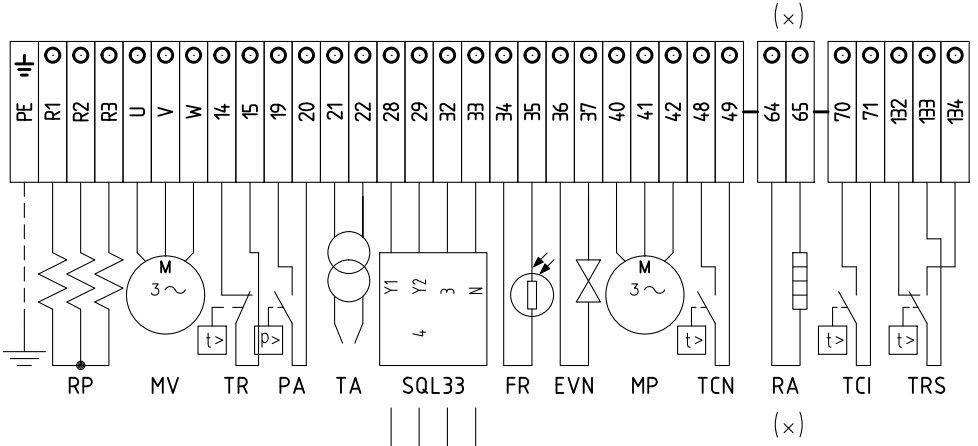 (x)
PE R1 R2 R3 U V W 14 15 19 20 21 22 28 29 32 33 34 35 36 37 40 41 42 48 49 64 65 70 71 132 133 134
Y1 Y2 3 N
M 3~ M 3~
4
t> p> t> t> t>
RP MV TR PA TA SQL33 FR EVN MP TCN RA TCI TRS
(x)